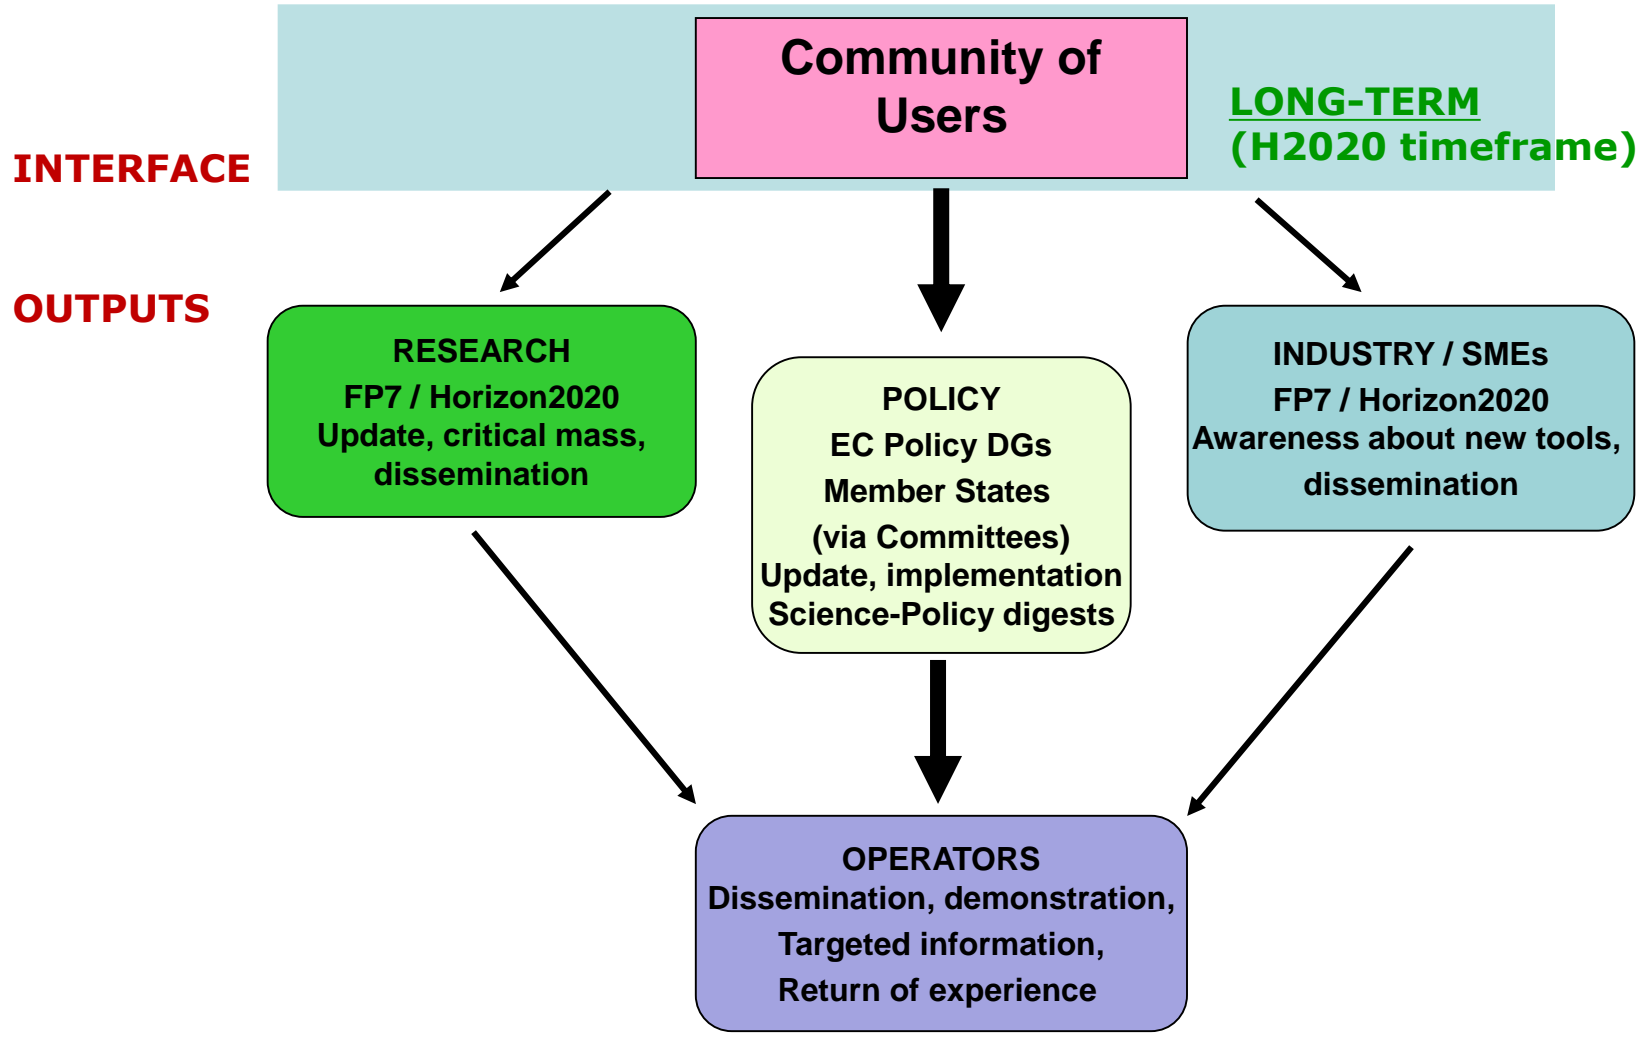 Community of
Users
LONG-TERM
(H2020 timeframe)
INTERFACE
OUTPUTS
RESEARCH
FP7 / Horizon2020
Update, critical mass,
dissemination
POLICY
EC Policy DGs
Member States
(via Committees)
Update, implementation
Science-Policy digests
INDUSTRY / SMEs
FP7 / Horizon2020
Awareness about new tools,
dissemination
OPERATORS
Dissemination, demonstration,
Targeted information,
Return of experience